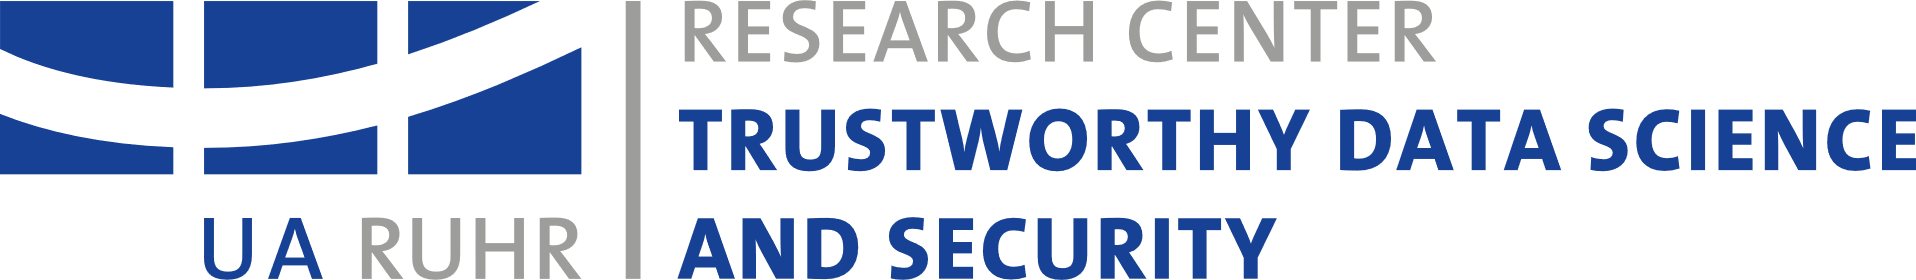 UA RUHR
RESEARCH CENTER
TRUSTWORTHY DATA SCIENCE
AND SECURITY